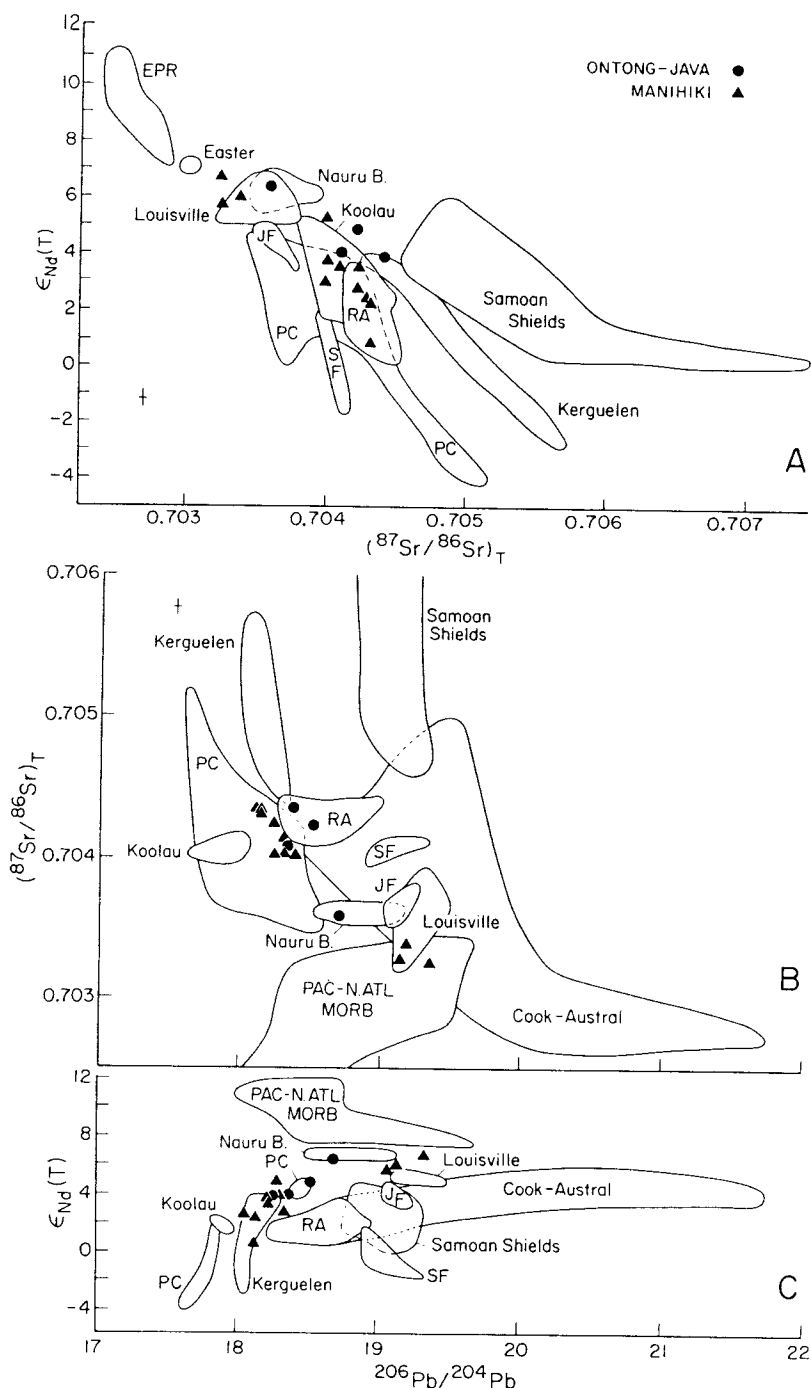 12
10
8
6
4
2
0
-2
-4
εNd(T)
EPR
ONTONG-JAVA ●
MANIHIKI ▲
Easter
Nauru B.
Louisville
Koolau
JF
Samoan
Shields
RA
PC
S
F
Kerguelen
PC
A
0.703
0.704
0.705
0.706
0.707
(87Sr/86Sr)T
0.706
0.705
0.704
0.703
(87Sr/86Sr)T
Samoan
Shields
Kerguelen
PC
RA
Koolau
SF
JF
Louisville
Nauru B.
PAC-N.ATL
MORB
Cook-Austral
B
12
8
4
0
-4
εNd(T)
PAC-N.ATL
MORB
Nauru B.
PC
Louisville
Koolau
JF
Cook-Austral
RA
Samoan Shields
PC
Kerguelen
SF
C
17
18
19
20
21
22
206Pb/204Pb